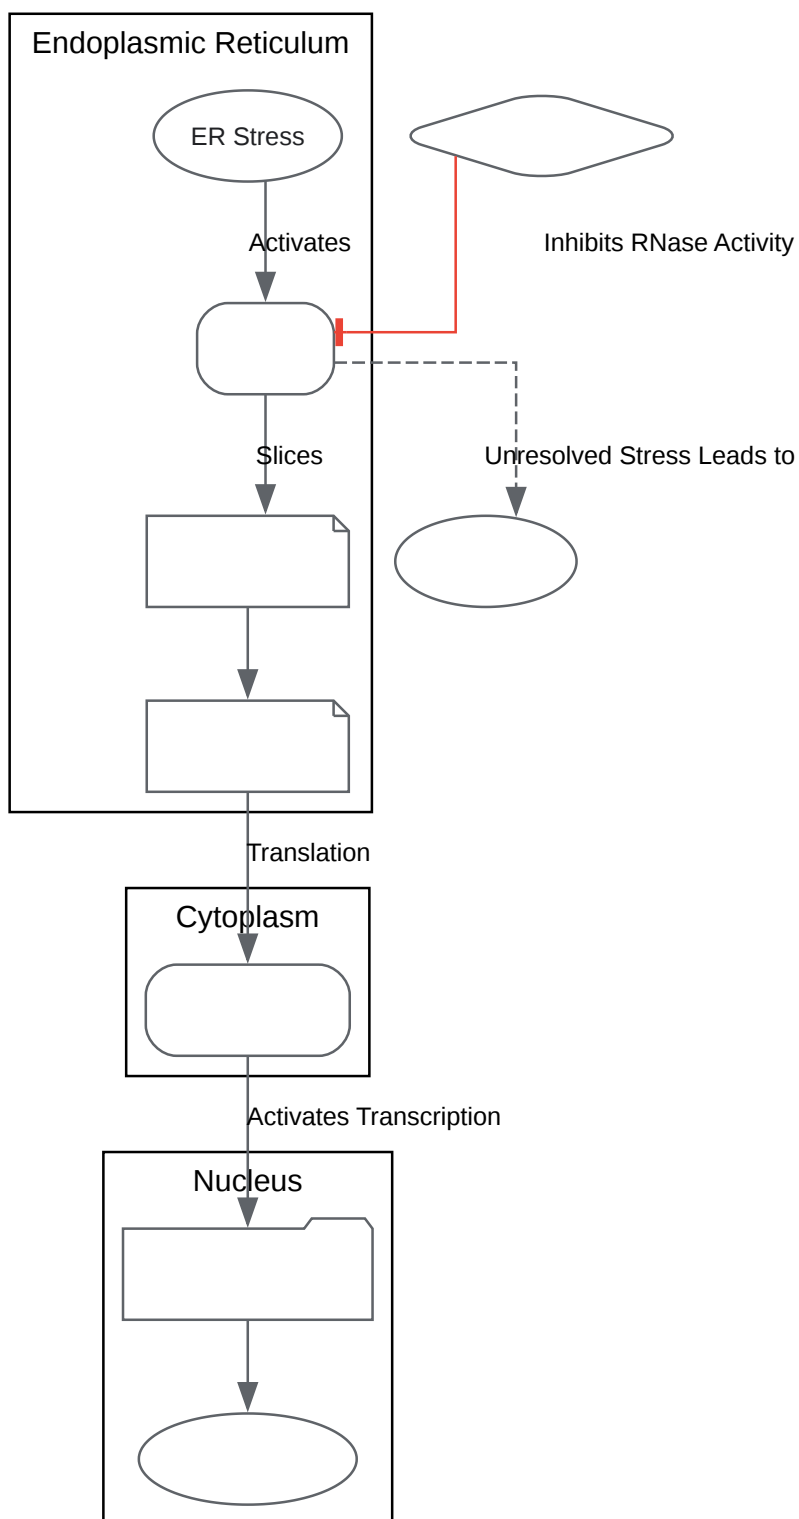 Endoplasmic Reticulum
ER Stress
Activates
Inhibits RNase Activity
Slices
Unresolved Stress Leads to
Translation
Cytoplasm
Activates Transcription
Nucleus